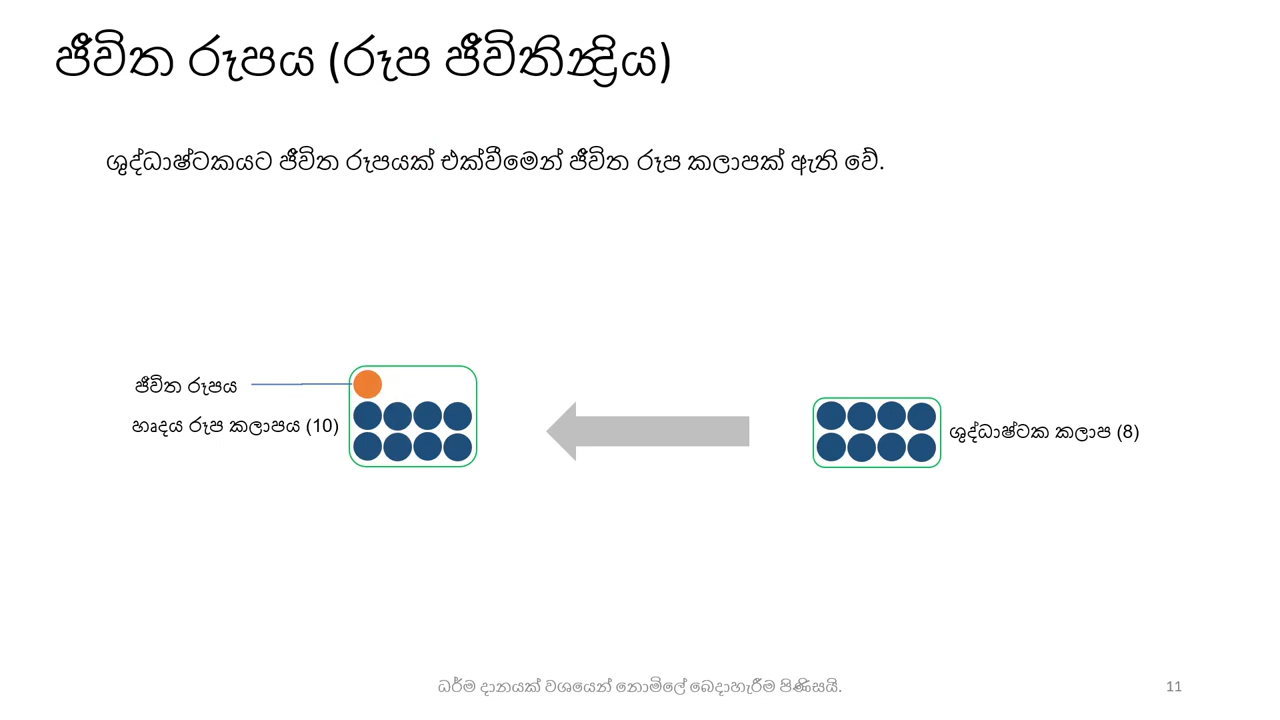 ජීවිත රූපය (රූප ජීවිතින්‍ද්‍රිය)
ශුද්ධාෂ්ටකයට ජීවිත රූපයක් එක්වීමෙන් ජීවිත රූප කලාපක් ඇති වේ.
ජීවිත රූපය
හෘදය රූප කලාපය (10)
ශුද්ධාෂ්ටක කලාප (8)
ධර්ම දානයක් වශයෙන් නොමිලේ බෙදාහැරීම පිණිසයි.
11